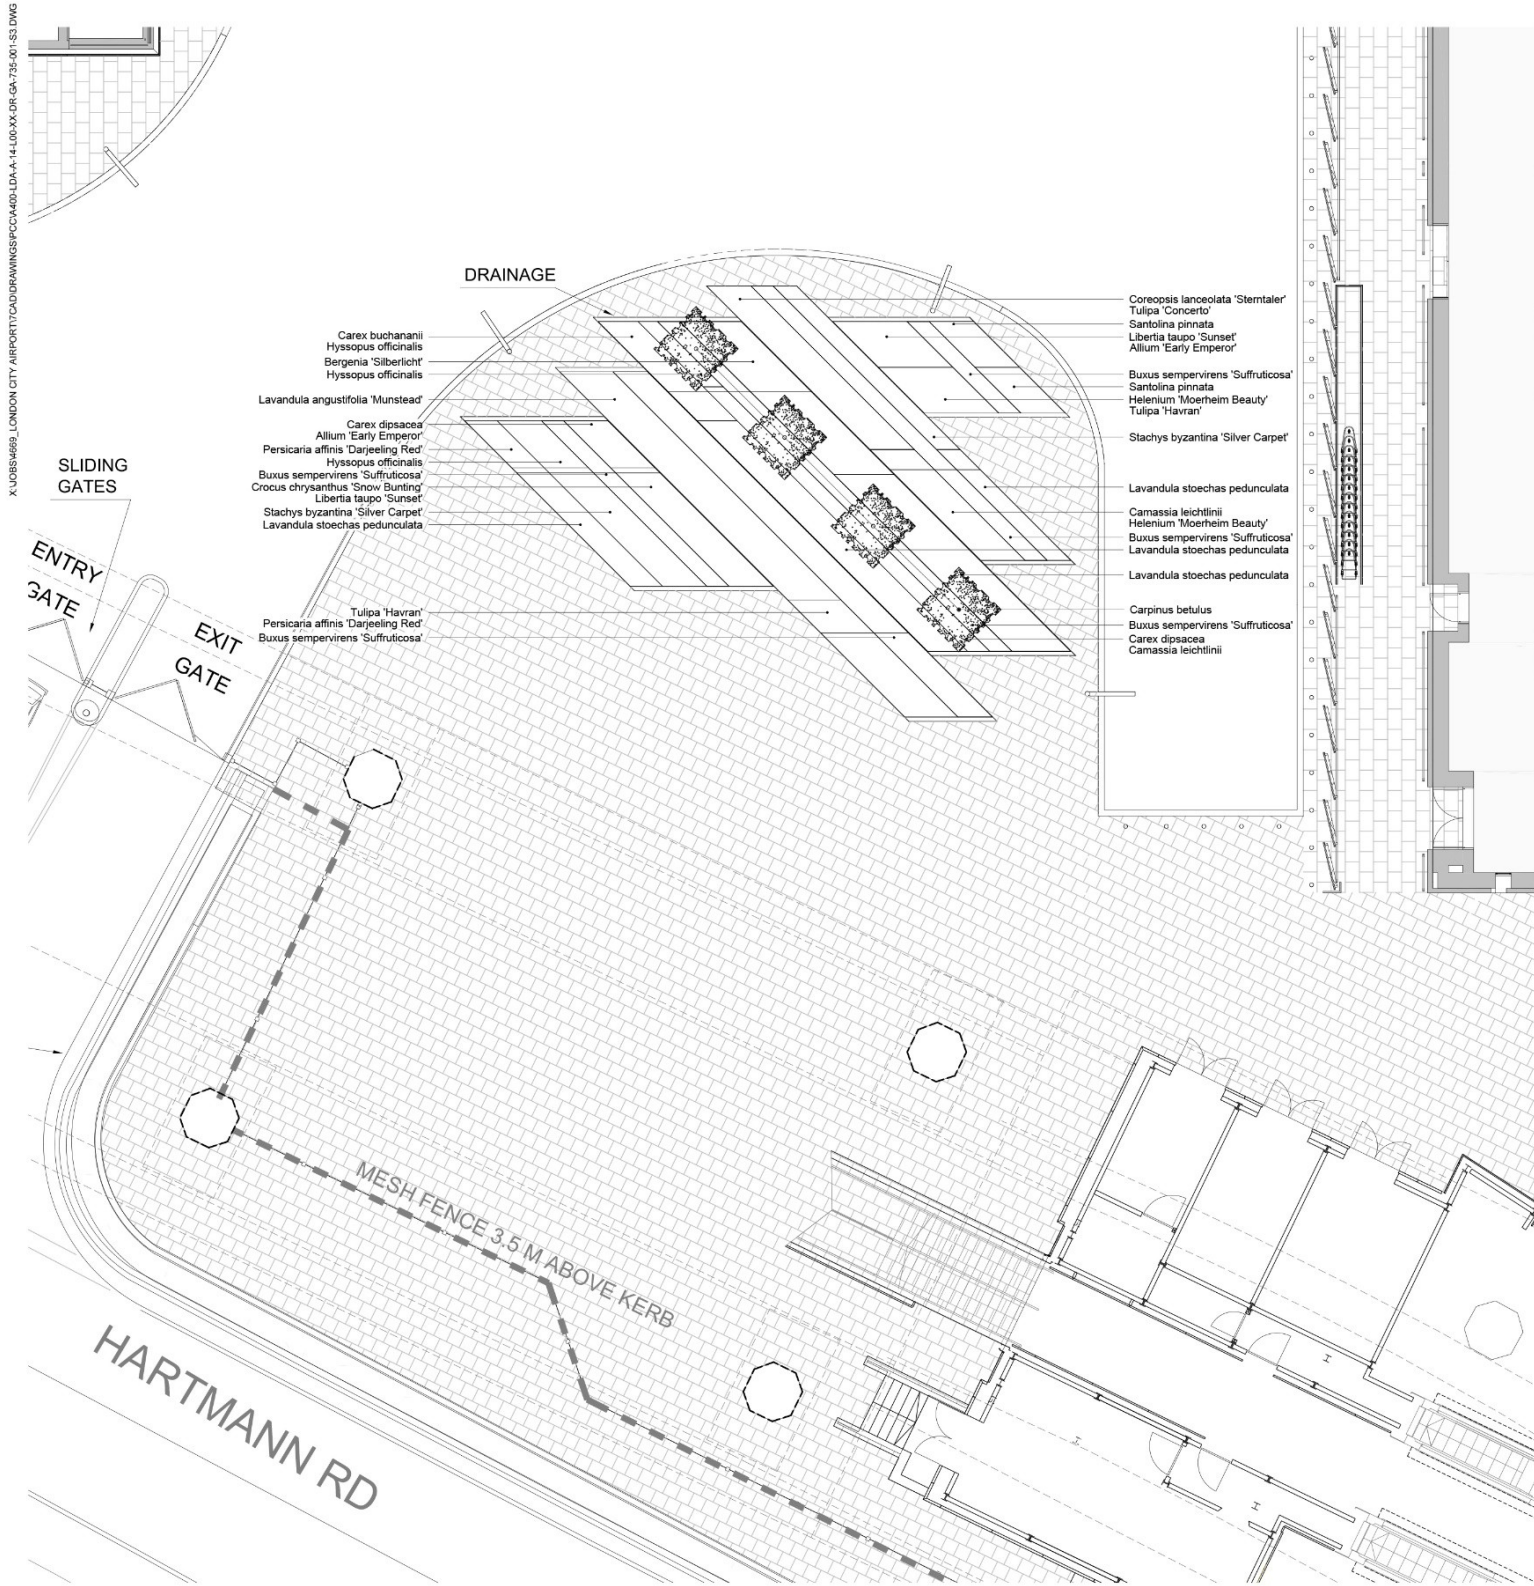 X:\JOBS\4669_LONDON CITY AIRPORT\7CAD\DRAWINGS\PCC\A400-LDA-A-14-L00-XX-DR-GA-735-001-S3.DWG
DRAINAGE
Carex buchananii
Hyssopus officinalis
Bergenia 'Silberlicht'
Hyssopus officinalis
Lavandula angustifolia 'Munstead'
Carex dipsacea
Allium 'Early Emperor'
Persicaria affinis 'Darjeeling Red'
Hyssopus officinalis
Buxus sempervirens 'Suffruticosa'
Crocus chrysanthus 'Snow Bunting'
Libertia taupo 'Sunset'
Stachys byzantina 'Silver Carpet'
Lavandula stoechas pedunculata
Tulipa 'Havran'
Persicaria affinis 'Darjeeling Red'
Buxus sempervirens 'Suffruticosa'
Coreopsis lanceolata 'Sterntaler'
Tulipa 'Concerto'
Santolina pinnata
Libertia taupo 'Sunset'
Allium 'Early Emperor'
Buxus sempervirens 'Suffruticosa'
Santolina pinnata
Helenium 'Moerheim Beauty'
Tulipa 'Havran'
Stachys byzantina 'Silver Carpet'
Lavandula stoechas pedunculata
Camassia leichtlinii
Helenium 'Moerheim Beauty'
Buxus sempervirens 'Suffruticosa'
Lavandula stoechas pedunculata
Lavandula stoechas pedunculata
Carpinus betulus
Buxus sempervirens 'Suffruticosa'
Carex dipsacea
Camassia leichtlinii
SLIDING
GATES
ENTRY
GATE
EXIT
GATE
MESH FENCE 3.5 M ABOVE KERB
HARTMANN RD